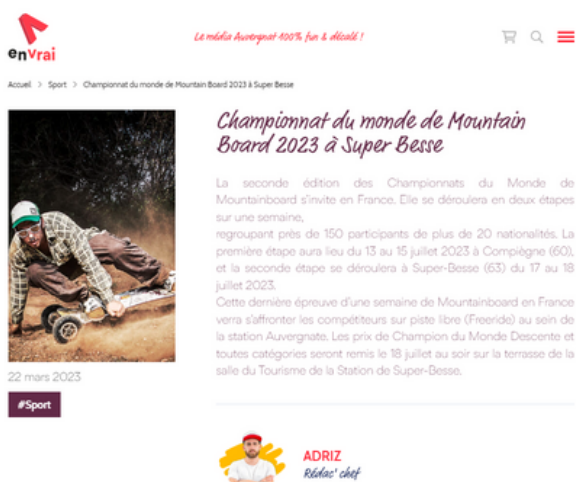 envrai
Le média Auvergnat 100% fun & décalé !
Accueil > Sport > Championnat du monde de Mountain Board 2023 à Super Besse
Championnat du monde de Mountain
Board 2023 à Super Besse
La seconde édition des Championnats du Monde de
Mountainboard s'invite en France. Elle se déroulera en deux étapes
sur une semaine,
regroupant près de 150 participants de plus de 20 nationalités. La
première étape aura lieu du 13 au 15 juillet 2023 à Compiègne (60),
et la seconde étape se déroulera à Super-Besse (63) du 17 au 18
juillet 2023.
Cette dernière épreuve d'une semaine de Mountainboard en France
verra s'affronter les compétiteurs sur piste libre (Freeride) au sein de
la station Auvergnate. Les prix de Champion du Monde Descente et
toutes catégories seront remis le 18 juillet au soir sur la terrasse de la
salle du Tourisme de la Station de Super-Besse.
22 mars 2023
#Sport
ADRIZ
Rédac' chef